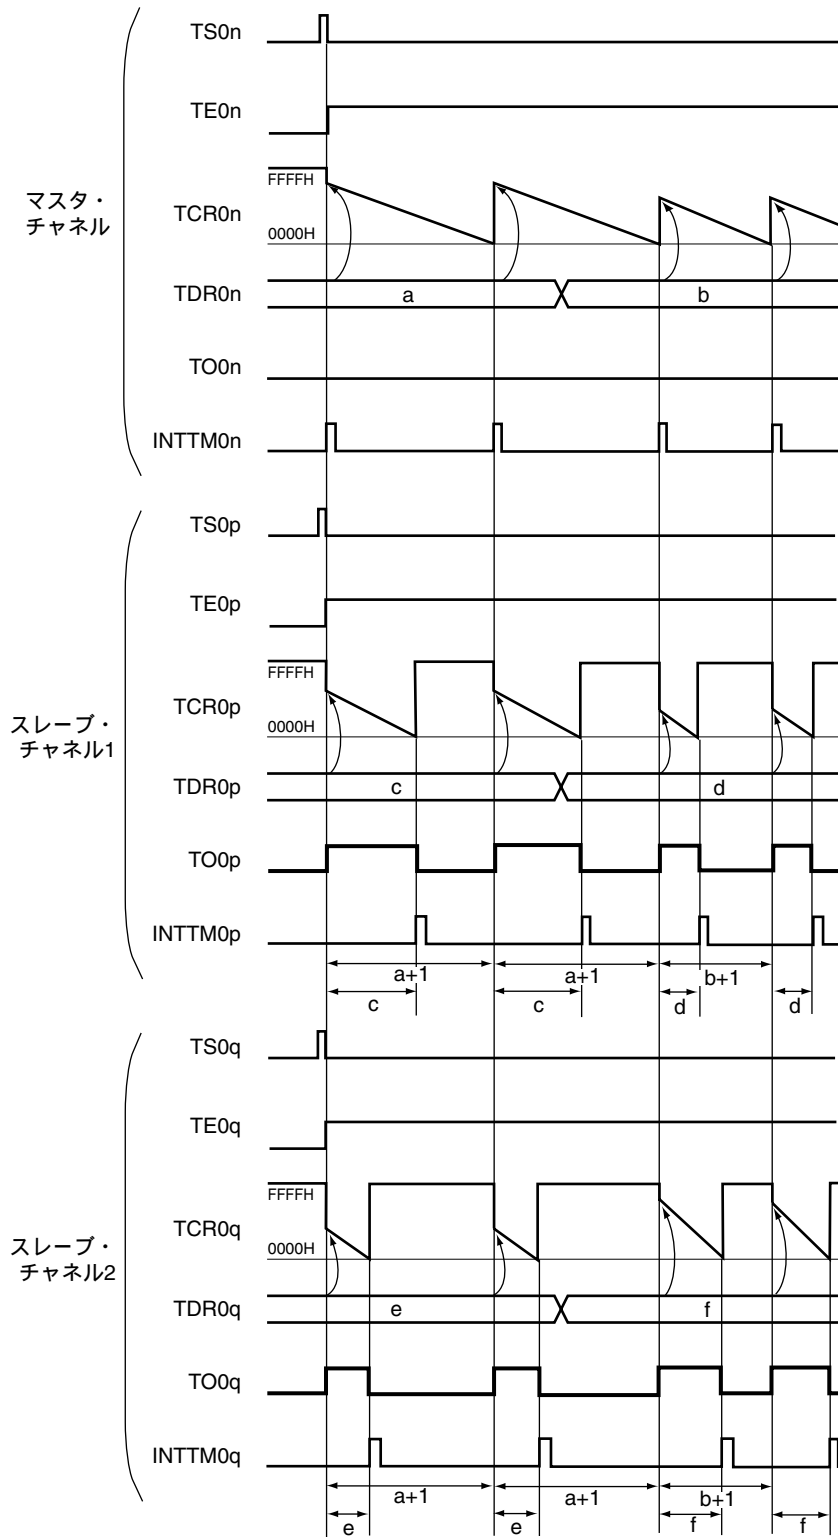 TS0n
TE0n
FFFFH
マスタ・
チャネル
TCR0n
0000H
TDR0n
a
b
TO0n
INTTM0n
TS0p
TE0p
FFFFH
スレーブ・
チャネル1
TCR0p
0000H
TDR0p
c
d
TO0p
INTTM0p
a+1
a+1
b+1
c
c
d
d
TS0q
TE0q
FFFFH
スレーブ・
チャネル2
TCR0q
0000H
TDR0q
e
f
TO0q
INTTM0q
a+1
a+1
b+1
e
e
f
f